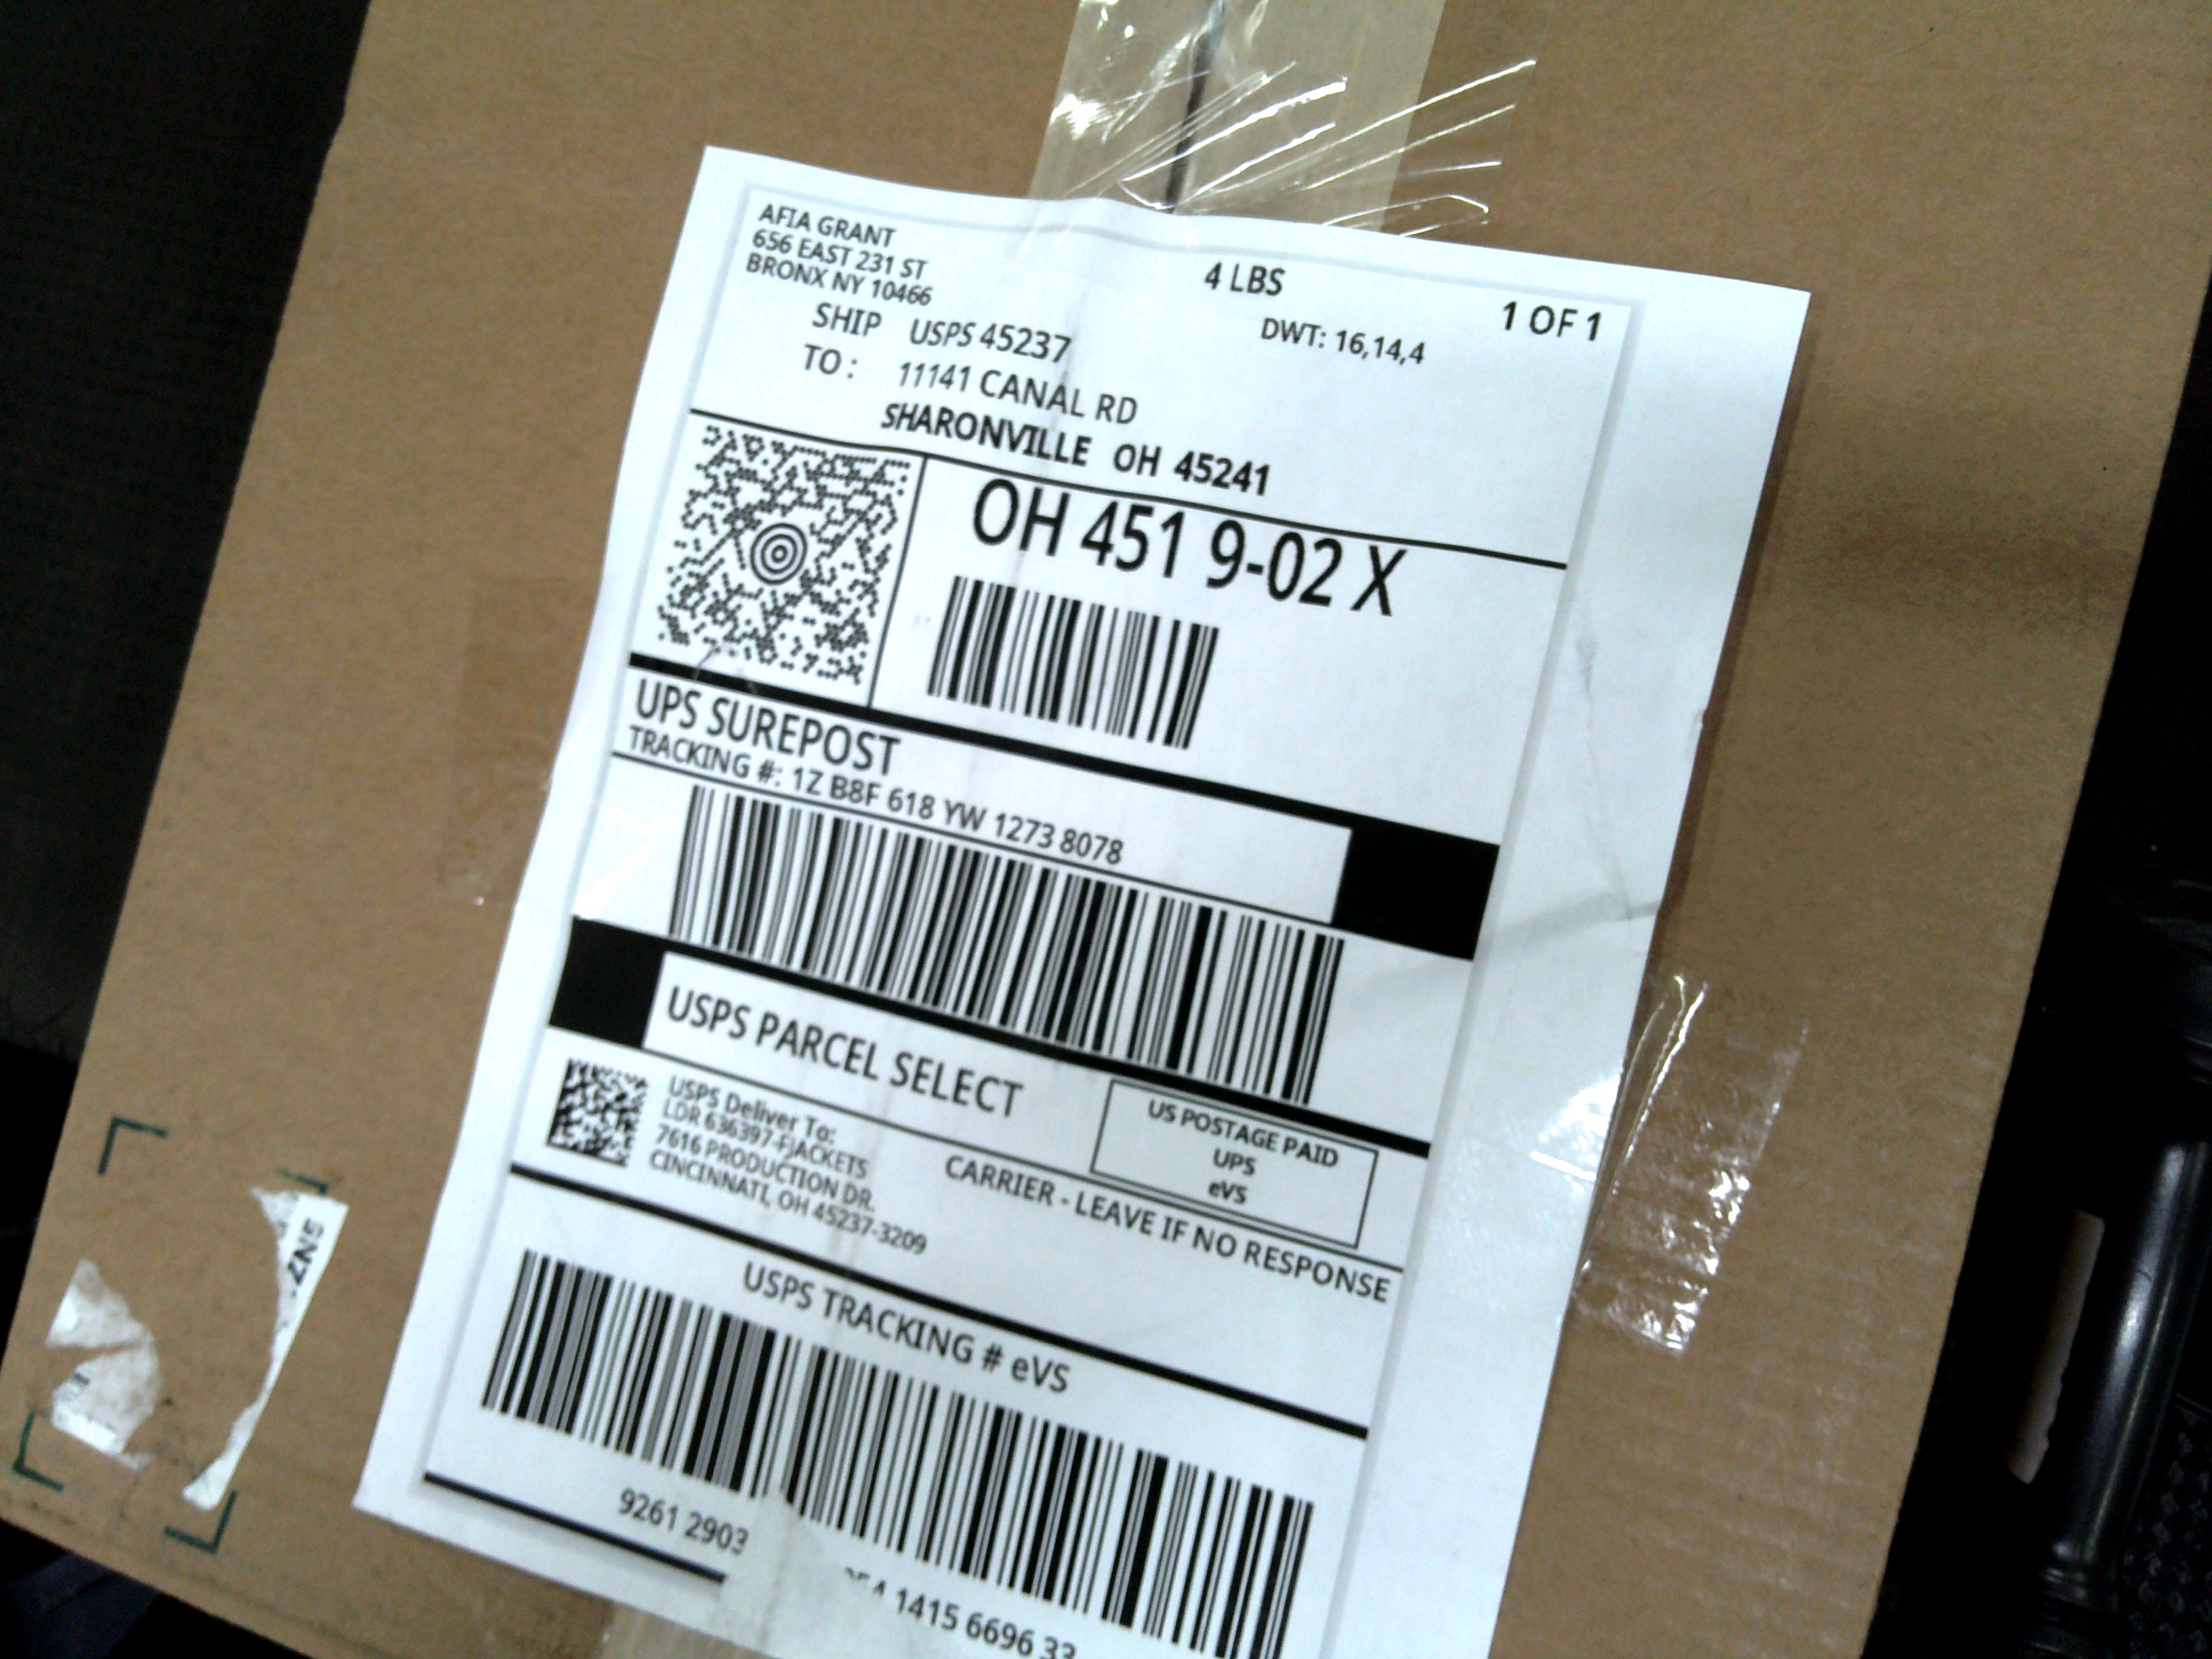 AFIA GRANT
656 EAST 231 ST
BRONX NY 10466
4 LBS
1 OF 1
DWT: 16,14,4
SHIP
TO :
USPS 45237
11141 CANAL RD
SHARONVILLE OH 45241
OH 451 9-02 X
UPS SUREPOST
TRACKING #: 1Z B8F 618 YW 1273 8078
USPS PARCEL SELECT
US POSTAGE PAID
UPS
eVS
USPS Deliver To:
LDR 636397-FJACKETS
7616 PRODUCTION DR.
CINCINNATI, OH 45237-3209
CARRIER - LEAVE IF NO RESPONSE
USPS TRACKING # eVS
9261 2903 1415 6696 33